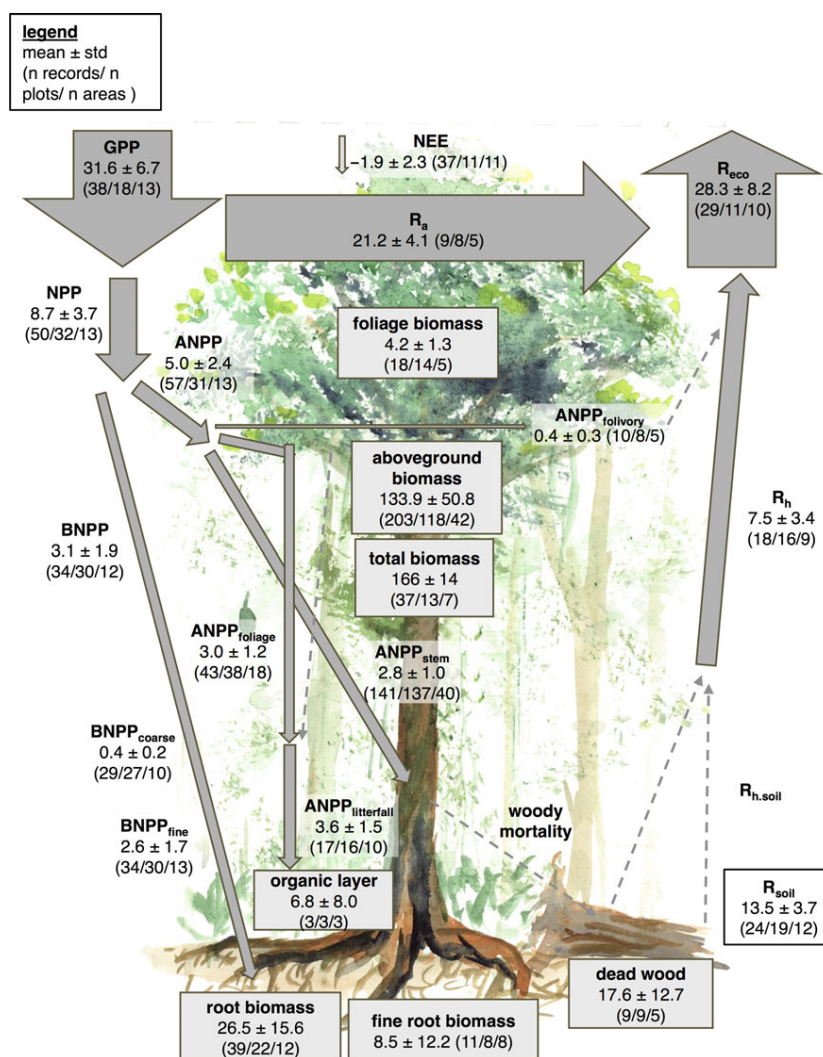 legend
mean ± std
(n records/ n
plots/ n areas )
GPP
31.6 ± 6.7
(38/18/13)
NEE
−1.9 ± 2.3 (37/11/11)
Reco
28.3 ± 8.2
(29/11/10)
Ra
21.2 ± 4.1 (9/8/5)
NPP
8.7 ± 3.7
(50/32/13)
ANPP
5.0 ± 2.4
(57/31/13)
foliage biomass
4.2 ± 1.3
(18/14/5)
ANPPfolivory
0.4 ± 0.3 (10/8/5)
aboveground
biomass
133.9 ± 50.8
(203/118/42)
Rh
7.5 ± 3.4
(18/16/9)
BNPP
3.1 ± 1.9
(34/30/12)
total biomass
166 ± 14
(37/13/7)
ANPPfoliage
3.0 ± 1.2
(43/38/18)
ANPPstem
2.8 ± 1.0
(141/137/40)
BNPPcoarse
0.4 ± 0.2
(29/27/10)
Rh.soil
ANPPlitterfall
3.6 ± 1.5
(17/16/10)
woody
mortality
BNPPfine
2.6 ± 1.7
(34/30/13)
organic layer
6.8 ± 8.0
(3/3/3)
Rsoil
13.5 ± 3.7
(24/19/12)
dead wood
17.6 ± 12.7
(9/9/5)
root biomass
26.5 ± 15.6
(39/22/12)
fine root biomass
8.5 ± 12.2 (11/8/8)